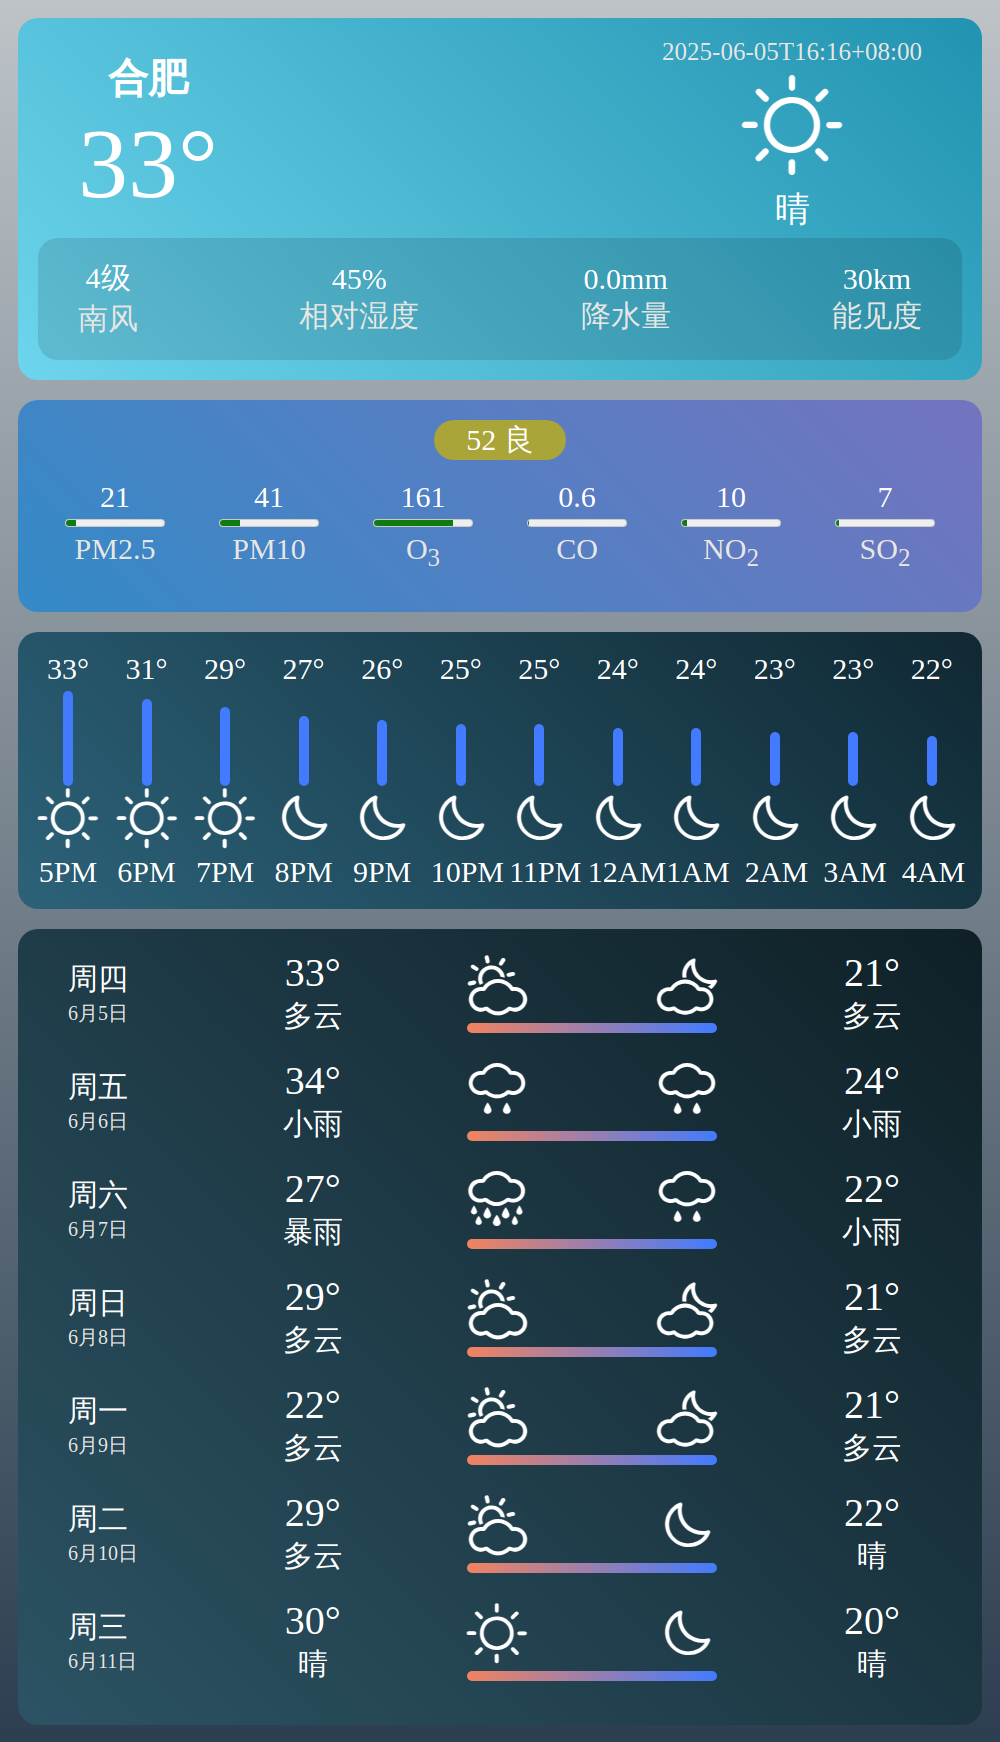 合肥
2025-06-05T16:16+08:00
33°
晴
4级 45% 0.0mm 30km
南风 相对湿度 降水量 能见度
52 良
21 41 161 0.6 10 7
PM2.5 PM10 O3 CO NO2 SO2
33° 31° 29° 27° 26° 25° 25° 24° 24° 23° 23° 22°
5PM 6PM 7PM 8PM 9PM 10PM 11PM 12AM 1AM 2AM 3AM 4AM
周四 33° 21°
6月5日 多云 多云
周五 34° 24°
6月6日 小雨 小雨
周六 27° 22°
6月7日 暴雨 小雨
周日 29° 21°
6月8日 多云 多云
周一 22° 21°
6月9日 多云 多云
周二 29° 22°
6月10日 多云 晴
周三 30° 20°
6月11日 晴 晴